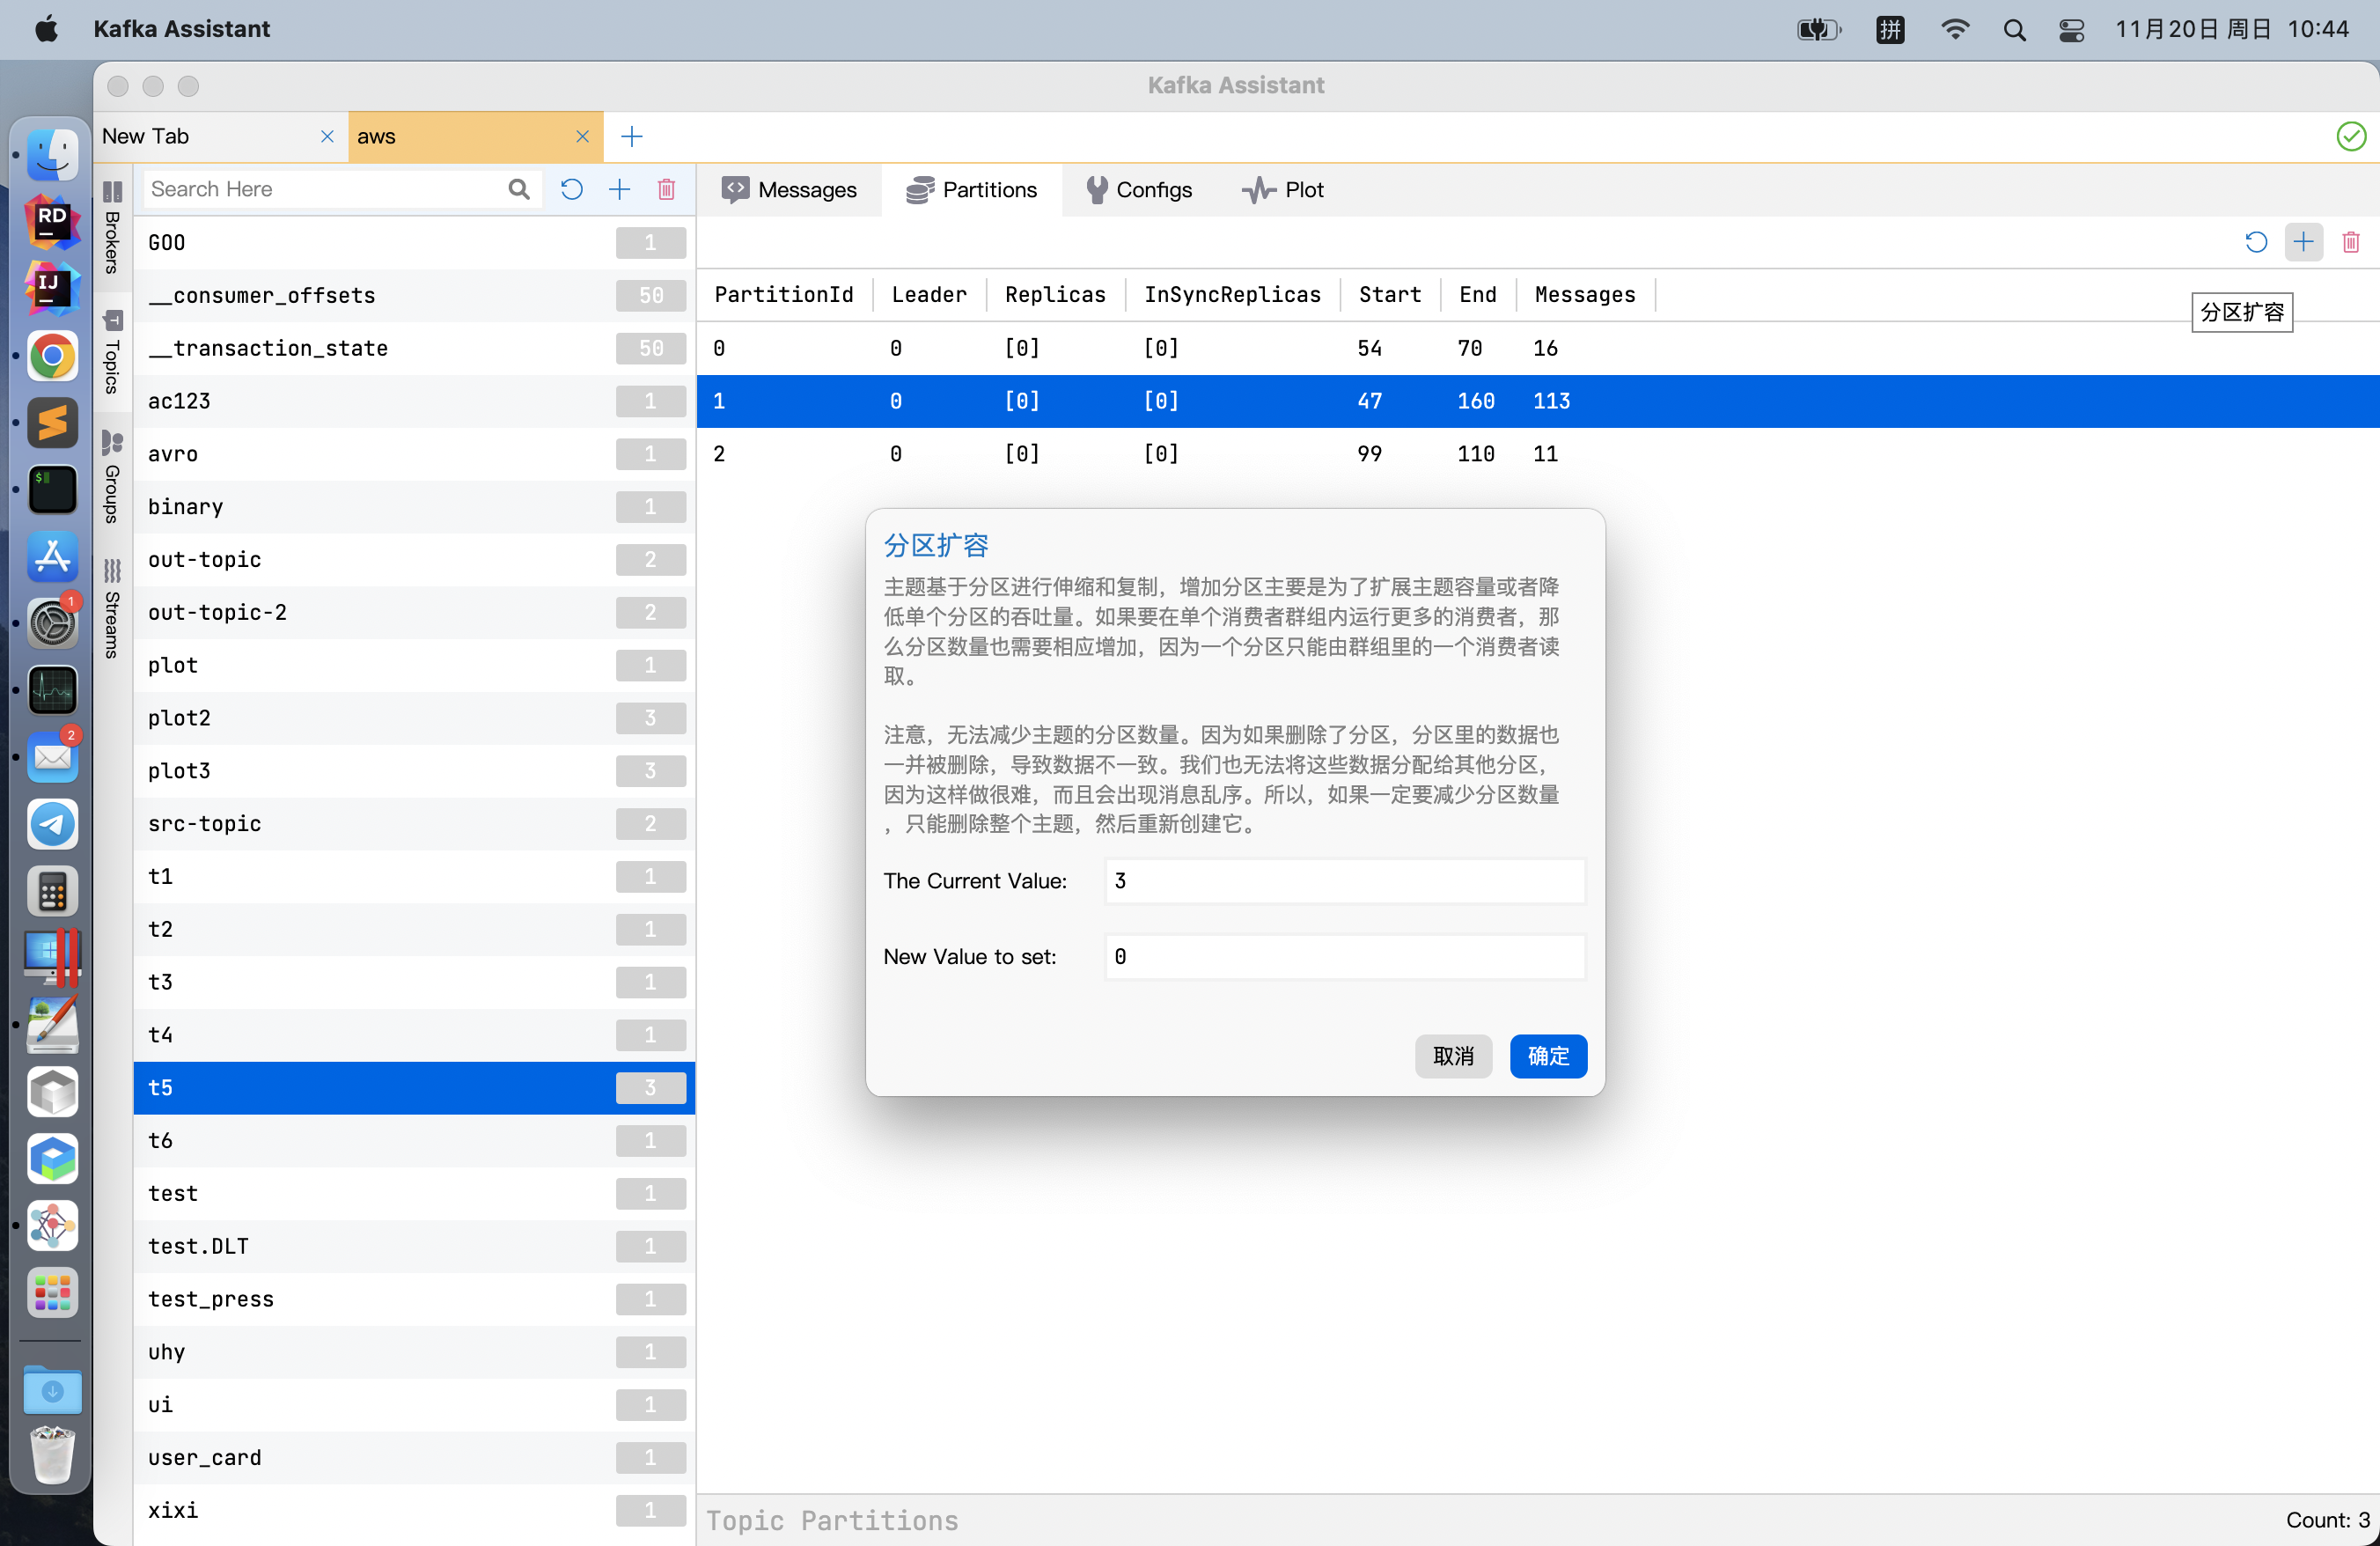 Kafka Assistant
拼
11月20日 周日 10:44
Kafka Assistant
New Tab
aws
RD
IJ
$
1
2
Brokers
Topics
Groups
Streams
Search Here
GOO 1
__consumer_offsets 50
__transaction_state 50
ac123 1
avro 1
binary 1
out-topic 2
out-topic-2 2
plot 1
plot2 3
plot3 3
src-topic 2
t1 1
t2 1
t3 1
t4 1
t5 3
t6 1
test 1
test.DLT 1
test_press 1
uhy 1
ui 1
user_card 1
xixi 1
Messages Partitions Configs Plot
PartitionId Leader Replicas InSyncReplicas Start End Messages
分区扩容
0 0 [0] [0] 54 70 16
1 0 [0] [0] 47 160 113
2 0 [0] [0] 99 110 11
分区扩容
主题基于分区进行伸缩和复制，增加分区主要是为了扩展主题容量或者降
低单个分区的吞吐量。如果要在单个消费者群组内运行更多的消费者，那
么分区数量也需要相应增加，因为一个分区只能由群组里的一个消费者读
取。
注意，无法减少主题的分区数量。因为如果删除了分区，分区里的数据也
一并被删除，导致数据不一致。我们也无法将这些数据分配给其他分区，
因为这样做很难，而且会出现消息乱序。所以，如果一定要减少分区数量
，只能删除整个主题，然后重新创建它。
The Current Value: 3
New Value to set: 0
取消 确定
Topic Partitions
Count: 3